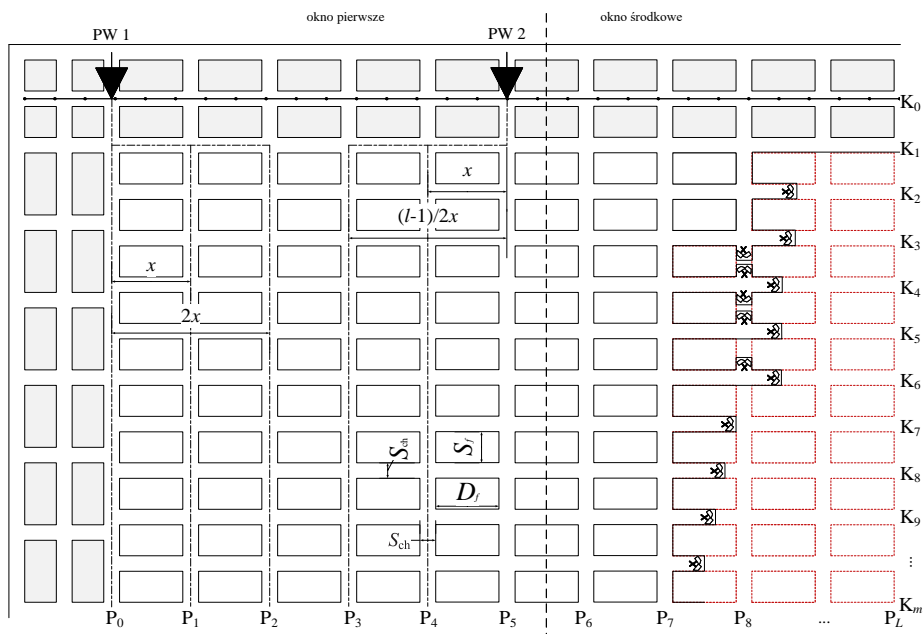 okno pierwsze okno środkowe
PW 1 PW 2
K0
K1
x
K2
(l-1)/2x
K3
x
K4
2x
K5
K6
K7
Sch Sf
K8
Df
K9
Sch
...
Km
P0 P1 P2 P3 P4 P5 P6 P7 P8 ... PL